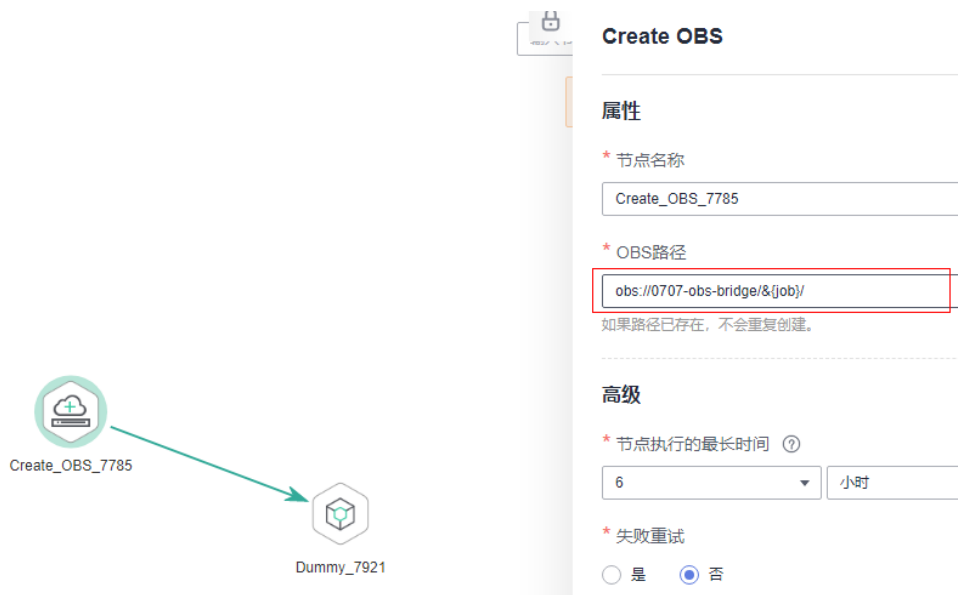 Create OBS
属性
* 节点名称
Create_OBS_7785
* OBS路径
obs://0707-obs-bridge/&{job}/
如果路径已存在，不会重复创建。
高级
* 节点执行的最长时间 ?
6 小时
* 失败重试
是 否
Create_OBS_7785
Dummy_7921